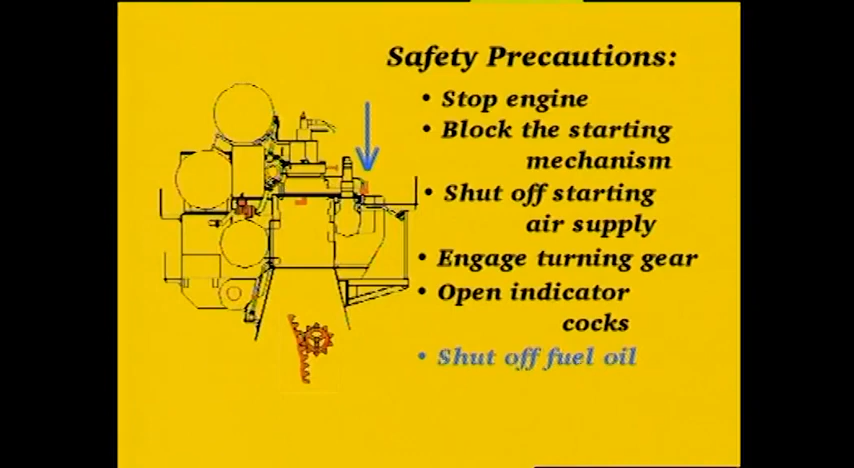 Safety Precautions:
• Stop engine
• Block the starting
mechanism
• Shut off starting
air supply
• Engage turning gear
• Open indicator
cocks
• Shut off fuel oil